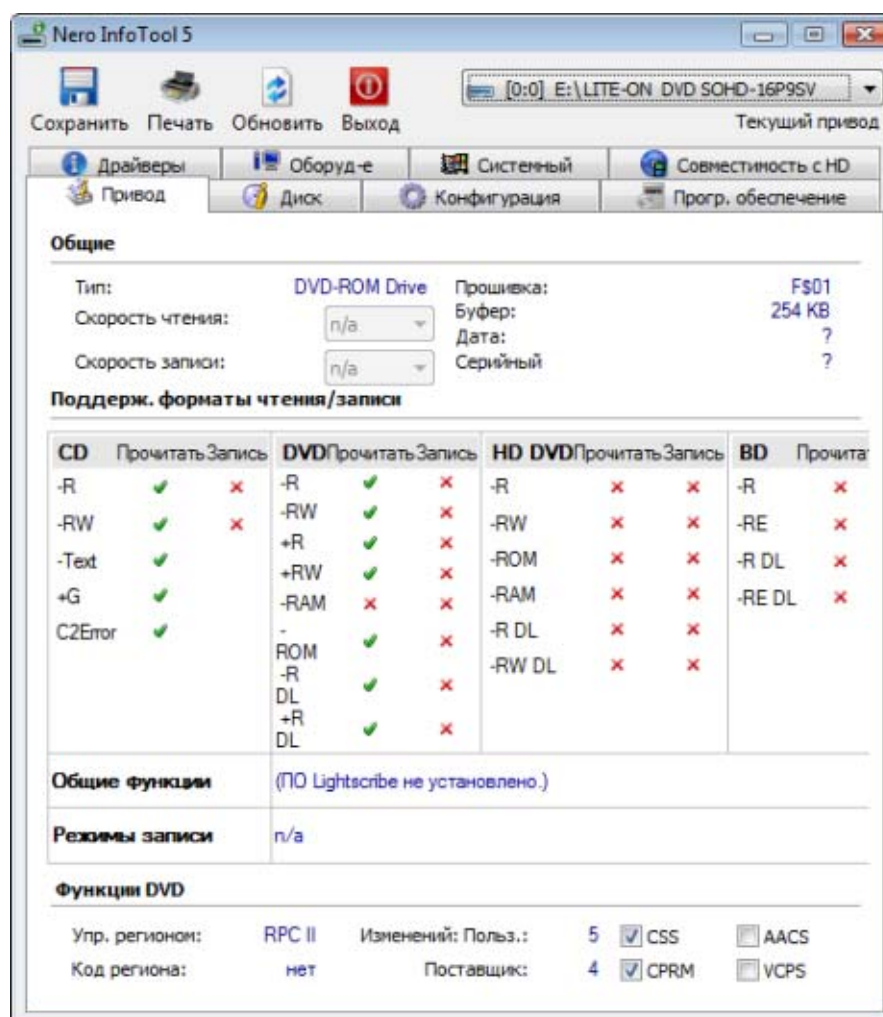 Nero InfoTool 5
[0:0] E:\LITE-ON DVD SOHD-16P9SV
Сохранить Печать Обновить Выход Текущий привод
Драйверы Оборуд-е Системный Совместимость с HD
Привод Диск Конфигурация Прогр. обеспечение
Общие
Тип: DVD-ROM Drive Прошивка: F$01
Скорость чтения: n/a Буфер: 254 KB
Дата: ?
Скорость записи: n/a Серийный ?
Поддерж. форматы чтения/записи
CD Прочитать Запись DVD Прочитать Запись HD DVD Прочитать Запись BD Прочитат
-R -R -R -R
-RW -RW -RW -RE
-Text +R -ROM -R DL
+G +RW -RAM -RE DL
C2Error -RAM -R DL
-ROM -RW DL
-R DL
+R DL
Общие функции (ПО Lightscribe не установлено.)
Режимы записи n/a
Функции DVD
Упр. регионом: RPC II Изменений: Польз.: 5 CSS AACS
Код региона: нет Поставщик: 4 CPRM VCPS